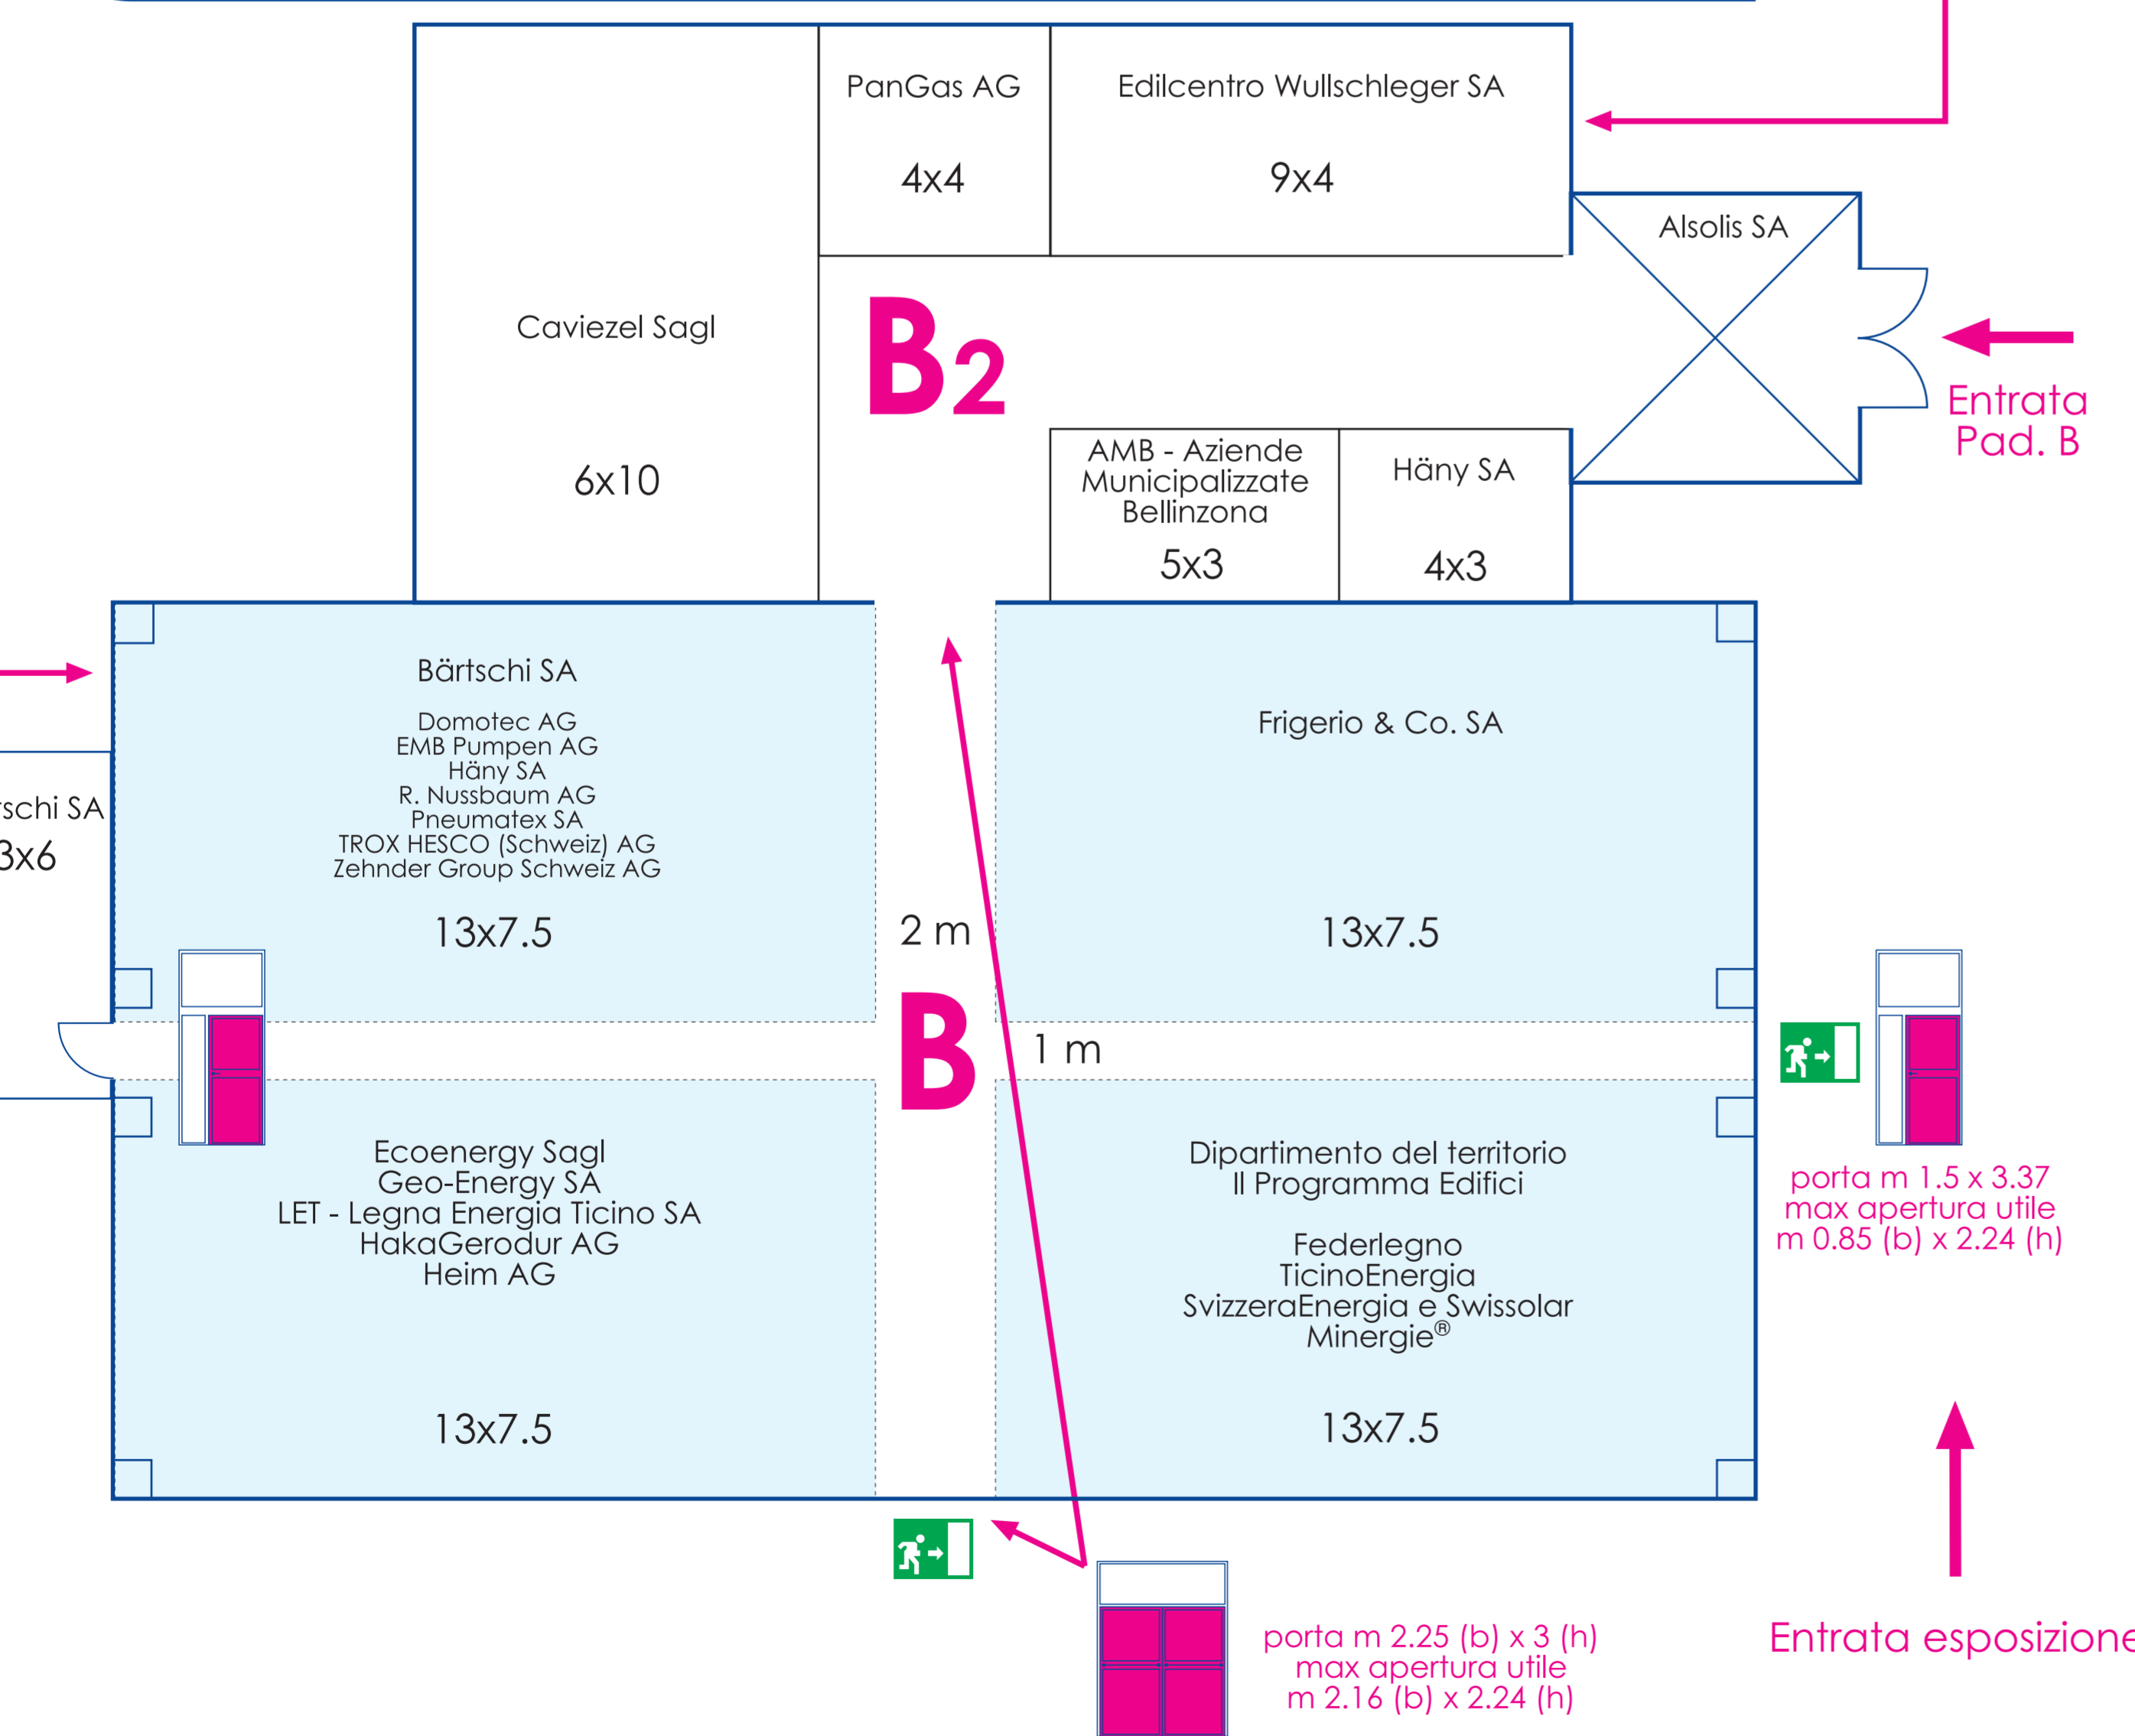 PanGas AG
4x4
Edilcentro Wullschleger SA
9x4
Alsolis SA
Caviezel Sagl
6x10
B2
Entrata
Pad. B
AMB - Aziende
Municipalizzate
Bellinzona
5x3
Häny SA
4x3
Bärtschi SA
Domotec AG
EMB Pumpen AG
Häny SA
R. Nussbaum AG
Pneumatex SA
TROX HESCO (Schweiz) AG
Zehnder Group Schweiz AG
13x7.5
Frigerio & Co. SA
13x7.5
schi SA
3x6
2 m
B
1 m
Ecoenergy Sagl
Geo-Energy SA
LET - Legna Energia Ticino SA
HakaGerodur AG
Heim AG
13x7.5
Dipartimento del territorio
Il Programma Edifici
Federlegno
TicinoEnergia
SvizzeraEnergia e Swissolar
Minergie®
13x7.5
porta m 1.5 x 3.37
max apertura utile
m 0.85 (b) x 2.24 (h)
Entrata esposizione
porta m 2.25 (b) x 3 (h)
max apertura utile
m 2.16 (b) x 2.24 (h)